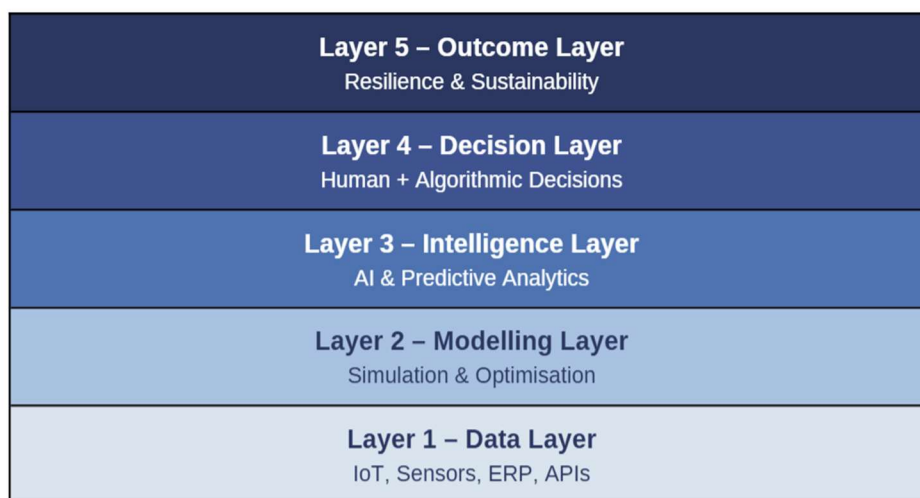 Layer 5 – Outcome Layer
Resilience & Sustainability
Layer 4 – Decision Layer
Human + Algorithmic Decisions
Layer 3 – Intelligence Layer
AI & Predictive Analytics
Layer 2 – Modelling Layer
Simulation & Optimisation
Layer 1 – Data Layer
IoT, Sensors, ERP, APIs